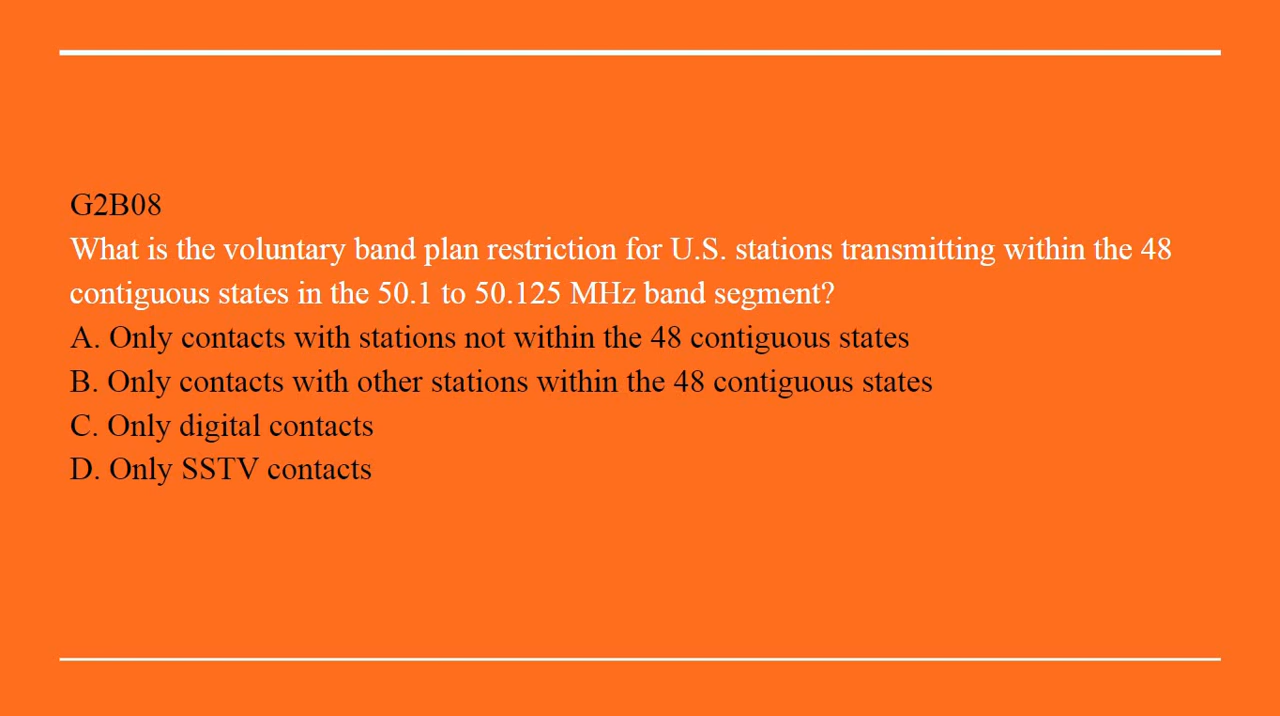 G2B08
What is the voluntary band plan restriction for U.S. stations transmitting within the 48
contiguous states in the 50.1 to 50.125 MHz band segment?
A. Only contacts with stations not within the 48 contiguous states
B. Only contacts with other stations within the 48 contiguous states
C. Only digital contacts
D. Only SSTV contacts